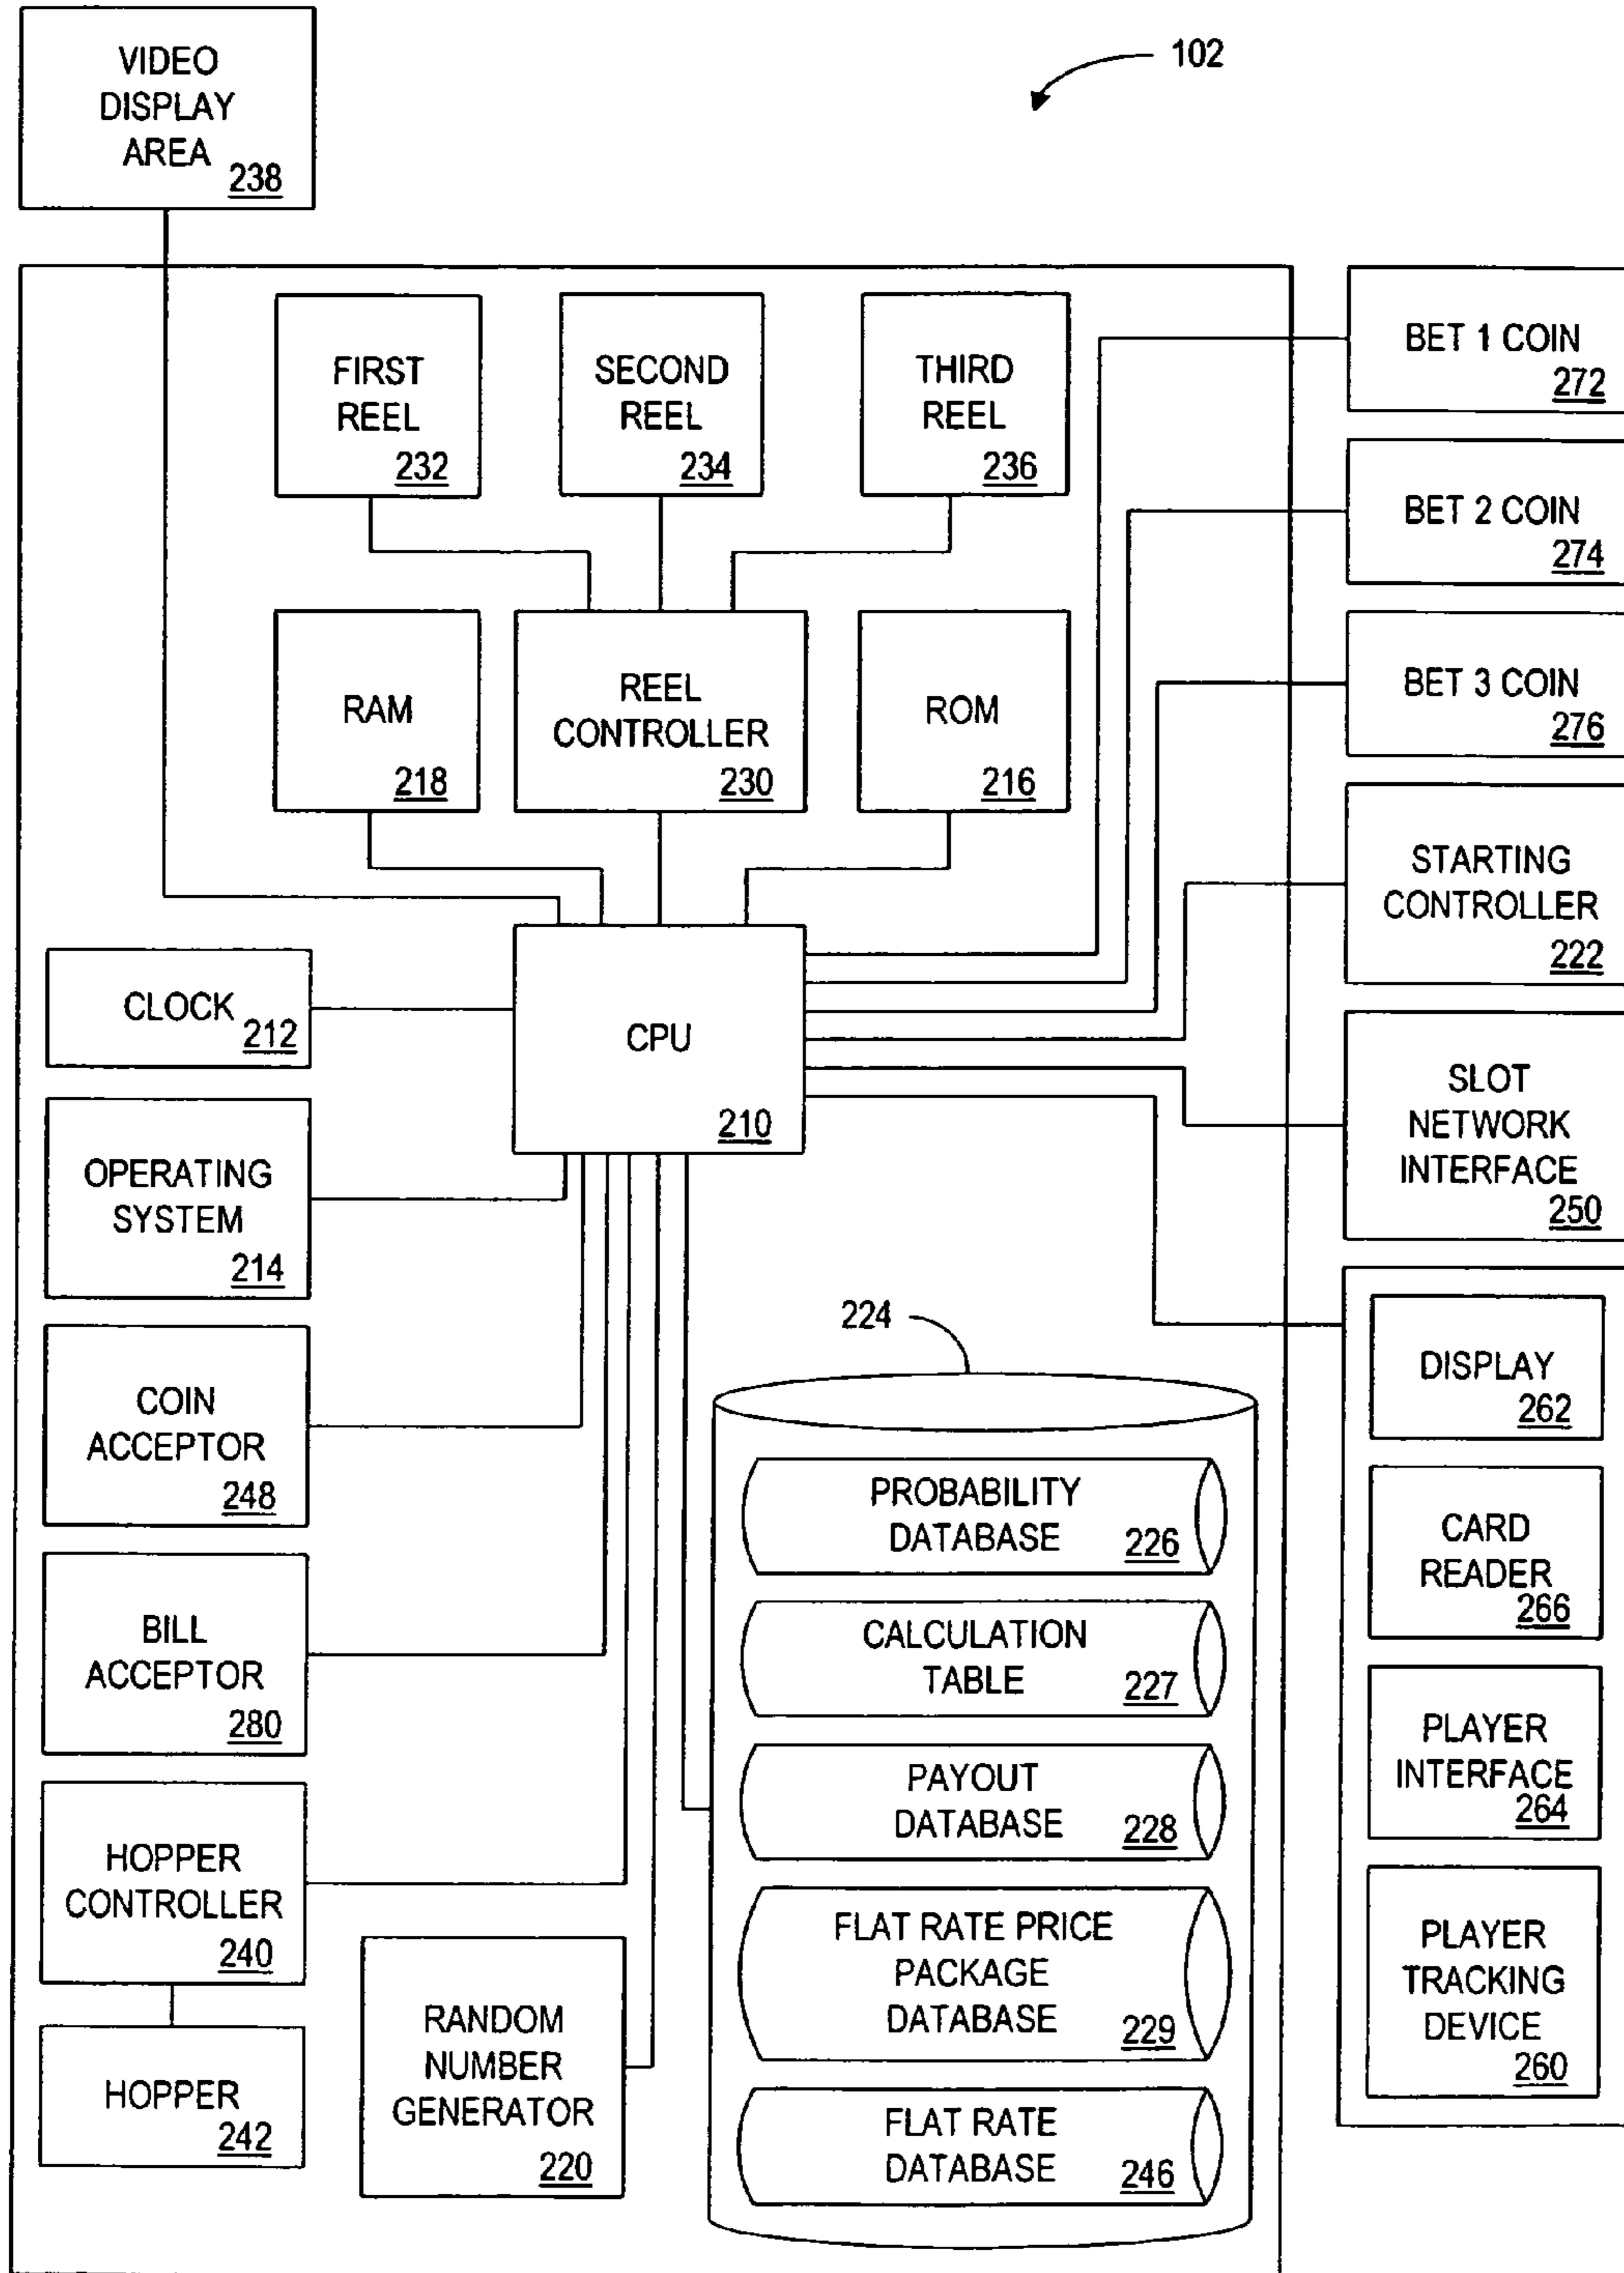 VIDEO
DISPLAY
AREA
238
102
FIRST
REEL
232
SECOND
REEL
234
THIRD
REEL
236
BET 1 COIN
272
BET 2 COIN
274
BET 3 COIN
276
RAM
218
REEL
CONTROLLER
230
ROM
216
STARTING
CONTROLLER
222
CLOCK
212
CPU
210
SLOT
NETWORK
INTERFACE
250
OPERATING
SYSTEM
214
COIN
ACCEPTOR
248
BILL
ACCEPTOR
280
HOPPER
CONTROLLER
240
HOPPER
242
RANDOM
NUMBER
GENERATOR
220
224
PROBABILITY
DATABASE
226
CALCULATION
TABLE
227
PAYOUT
DATABASE
228
FLAT RATE PRICE
PACKAGE
DATABASE
229
FLAT RATE
DATABASE
246
DISPLAY
262
CARD
READER
266
PLAYER
INTERFACE
264
PLAYER
TRACKING
DEVICE
260